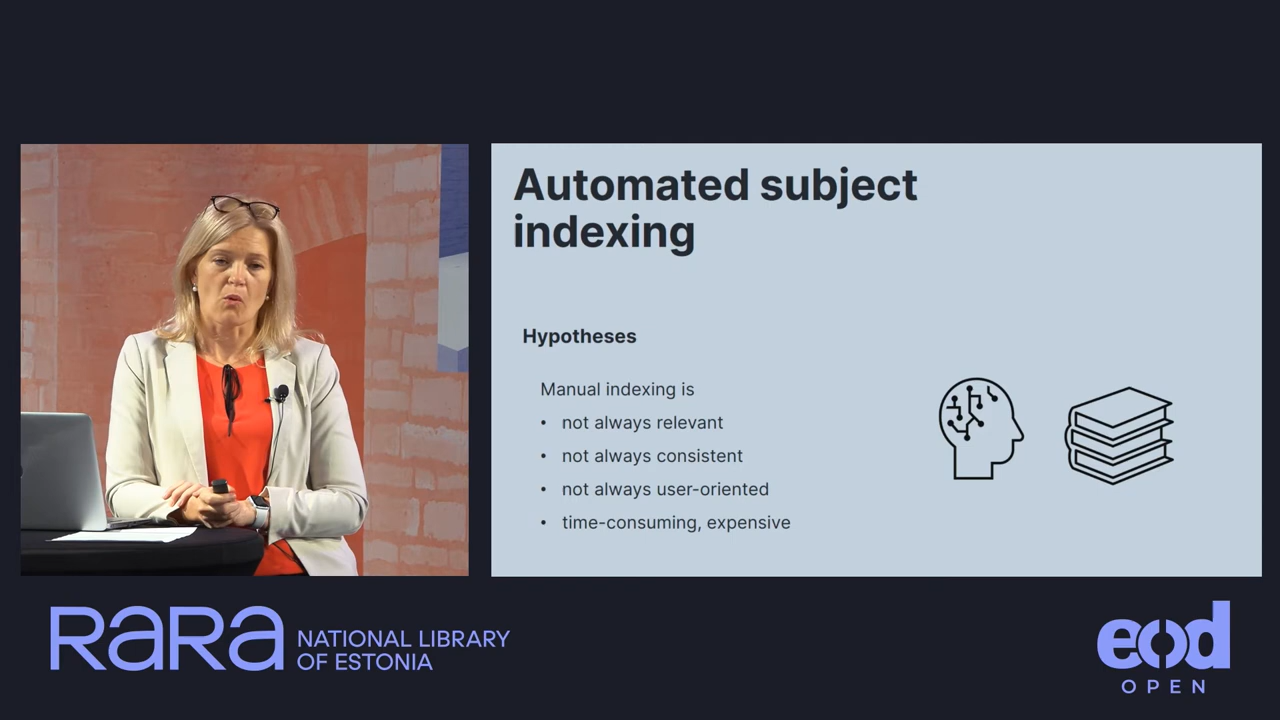 Automated subject
indexing
Hypotheses
Manual indexing is
• not always relevant
• not always consistent
• not always user-oriented
• time-consuming, expensive
RaRa
NATIONAL LIBRARY
OF ESTONIA
eod
OPEN